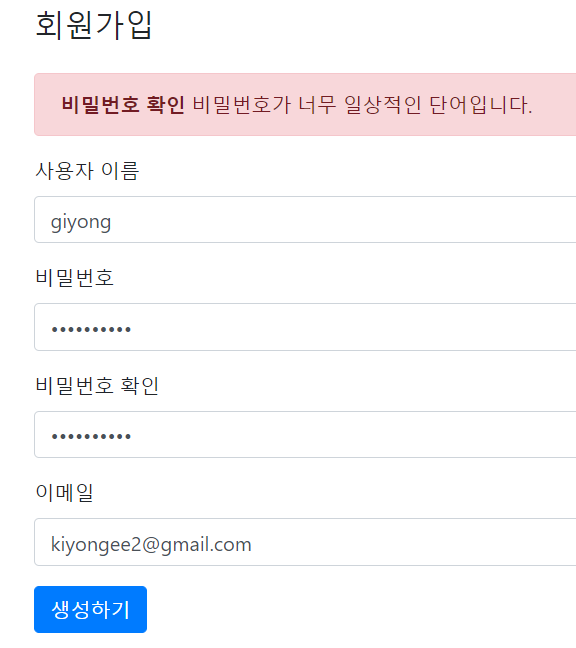 회원가입
비밀번호 확인 비밀번호가 너무 일상적인 단어입니다.
사용자 이름
giyong
비밀번호
••••••••••
비밀번호 확인
••••••••••
이메일
kiyongee2@gmail.com
생성하기